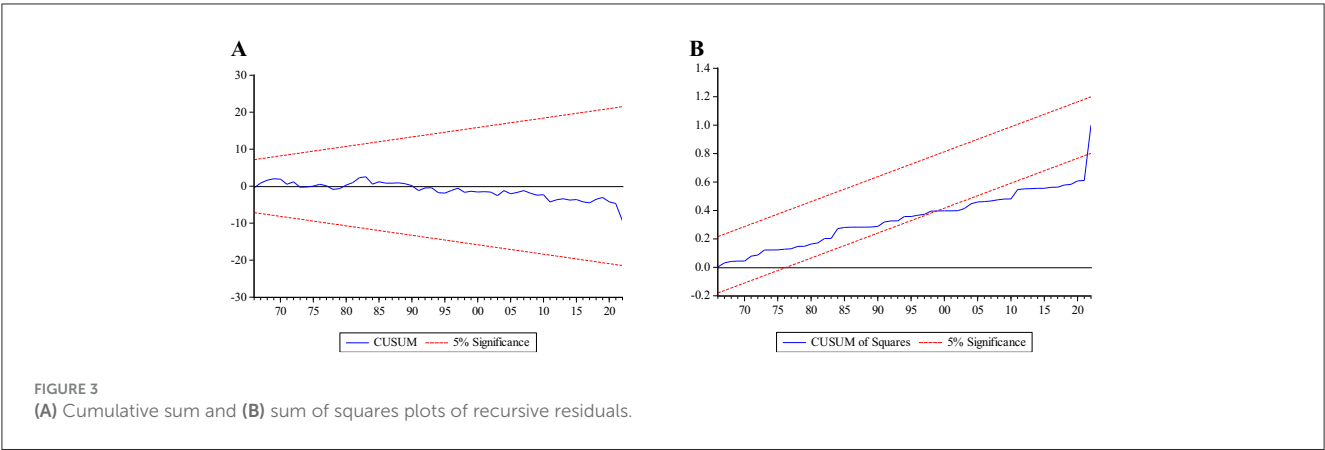 A
30
20
10
0
-10
-20
-30
70 75 80 85 90 95 00 05 10 15 20
CUSUM 5% Significance
B
1.4
1.2
1.0
0.8
0.6
0.4
0.2
0.0
-0.2
70 75 80 85 90 95 00 05 10 15 20
CUSUM of Squares 5% Significance
FIGURE 3
(A) Cumulative sum and (B) sum of squares plots of recursive residuals.